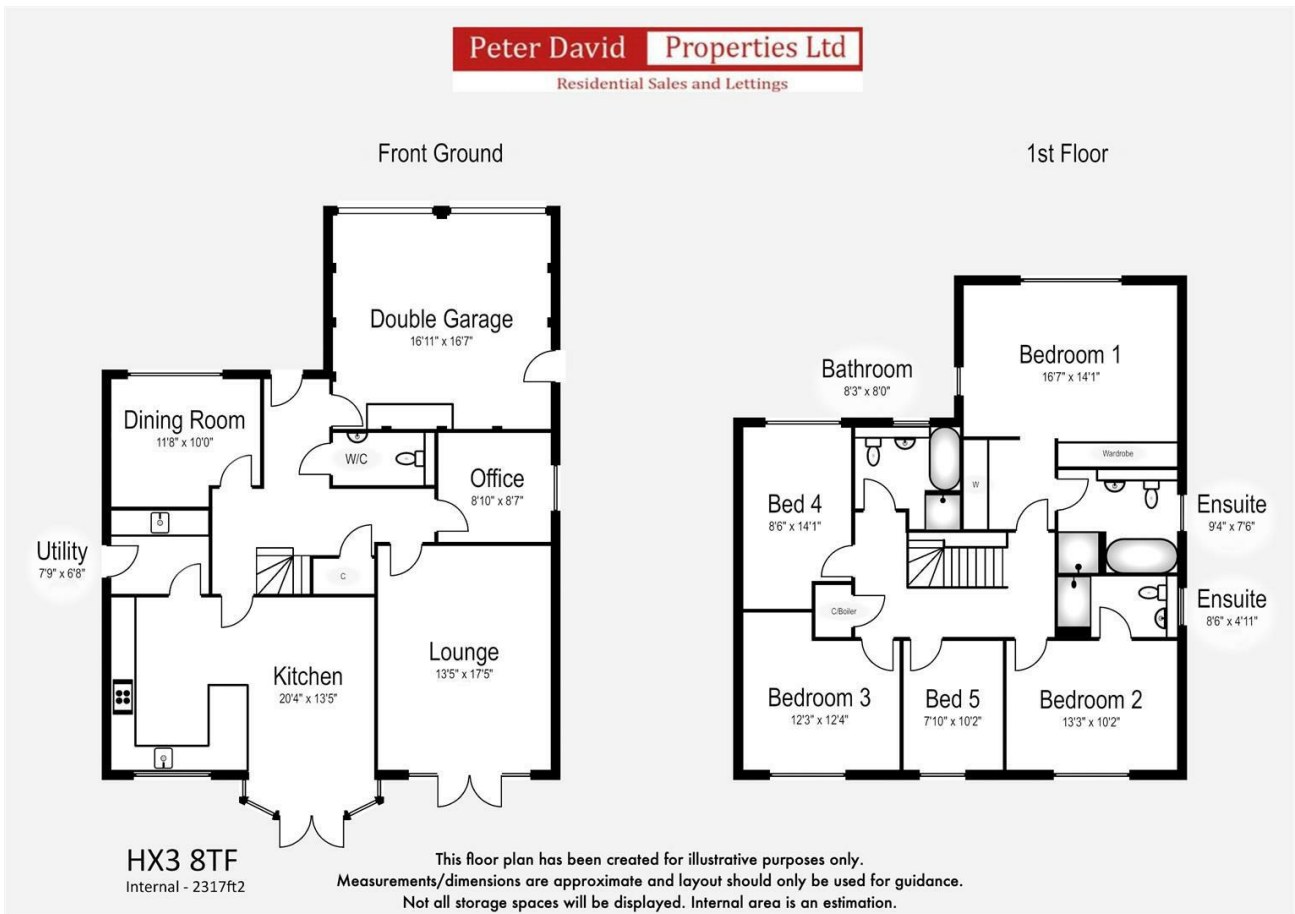 Peter David Properties Ltd
Residential Sales and Lettings
Front Ground
Double Garage
16'11" x 16'7"
Dining Room
11'8" x 10'0"
W/C
Office
8'10" x 8'7"
Utility
7'9" x 6'8"
C
Kitchen
20'4" x 13'5"
Lounge
13'5" x 17'5"
1st Floor
Bedroom 1
16'7" x 14'1"
Bathroom
8'3" x 8'0"
Wardrobe
W
Bed 4
8'6" x 14'1"
Ensuite
9'4" x 7'6"
C/Boiler
Ensuite
8'6" x 4'11"
Bedroom 3
12'3" x 12'4"
Bed 5
7'10" x 10'2"
Bedroom 2
13'3" x 10'2"
HX3 8TF
Internal - 2317ft2
This floor plan has been created for illustrative purposes only.
Measurements/dimensions are approximate and layout should only be used for guidance.
Not all storage spaces will be displayed. Internal area is an estimation.